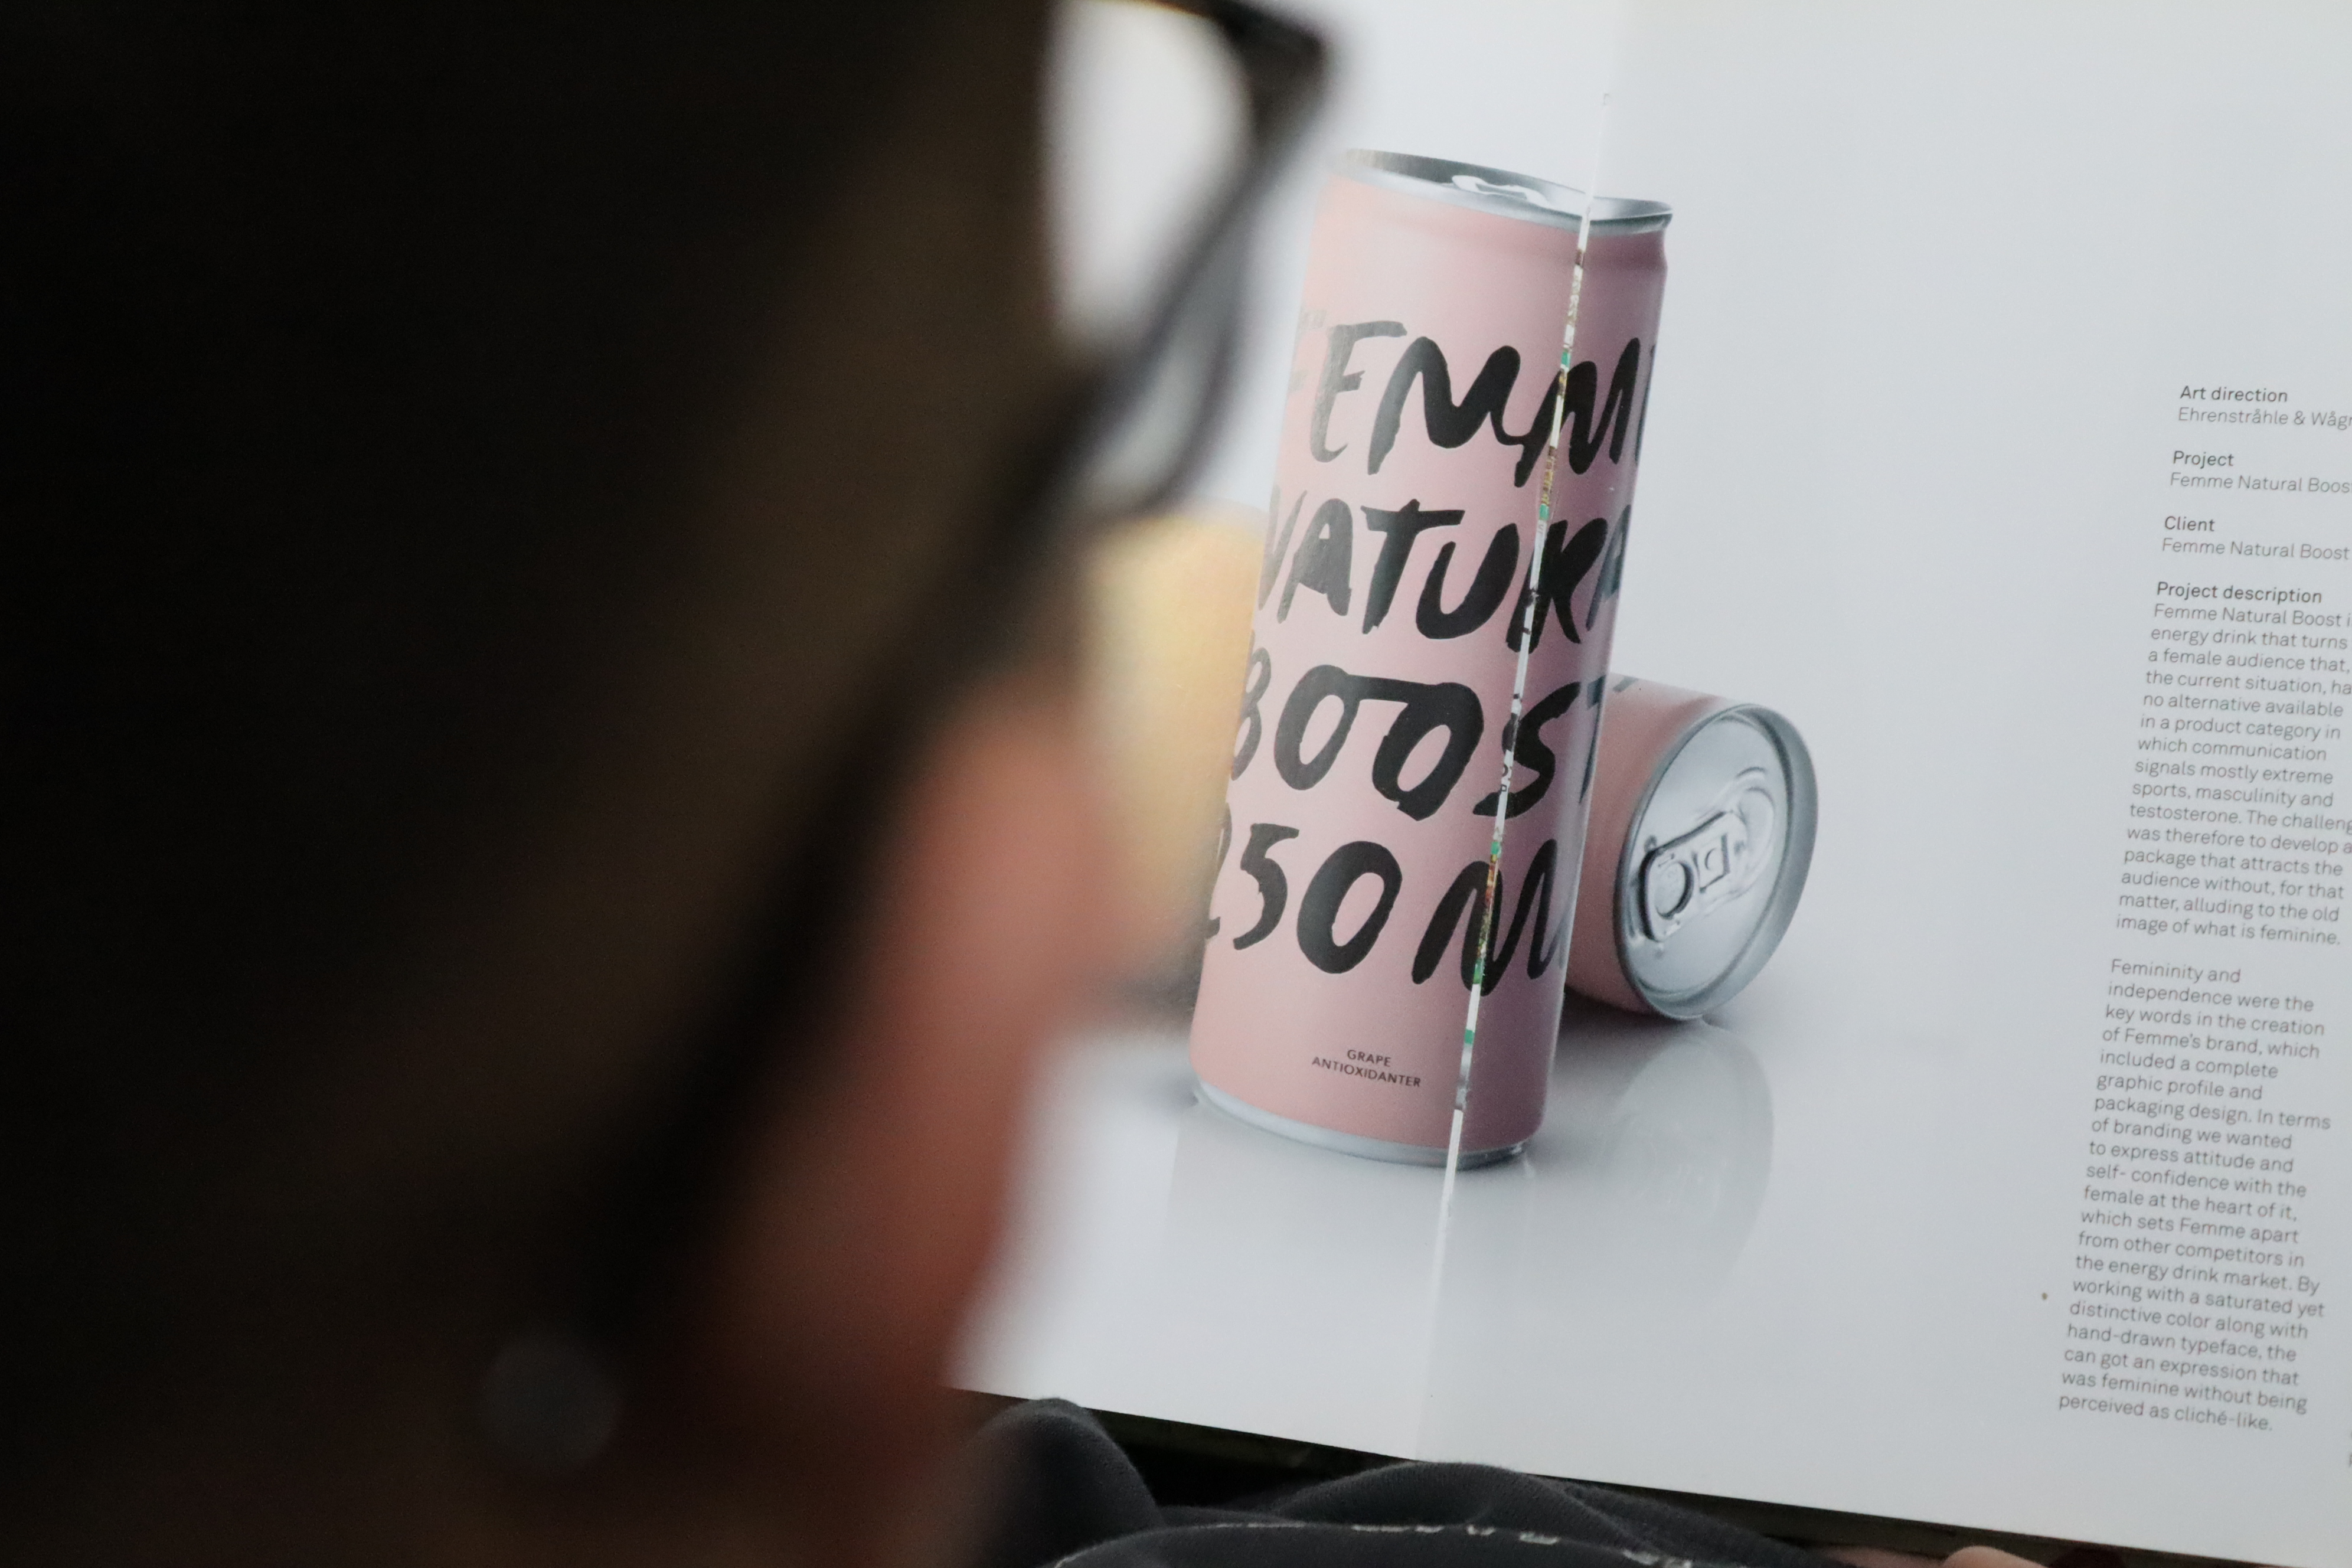 FEMM
NATURA
BOOST
250 M
GRAPE
ANTIOXIDANTER
Art direction
Ehrenstråhle & Wågn
Project
Femme Natural Boost
Client
Femme Natural Boost
Project description
Femme Natural Boost i
energy drink that turns
a female audience that,
the current situation, ha
no alternative available
in a product category in
which communication
signals mostly extreme
sports, masculinity and
testosterone. The challeng
was therefore to develop a
package that attracts the
audience without, for that
matter, alluding to the old
image of what is feminine.
Femininity and
independence were the
key words in the creation
of Femme's brand, which
included a complete
graphic profile and
packaging design. In terms
of branding we wanted
to express attitude and
self- confidence with the
female at the heart of it,
which sets Femme apart
from other competitors in
the energy drink market. By
working with a saturated yet
distinctive color along with
hand-drawn typeface, the
can got an expression that
was feminine without being
perceived as cliché-like.